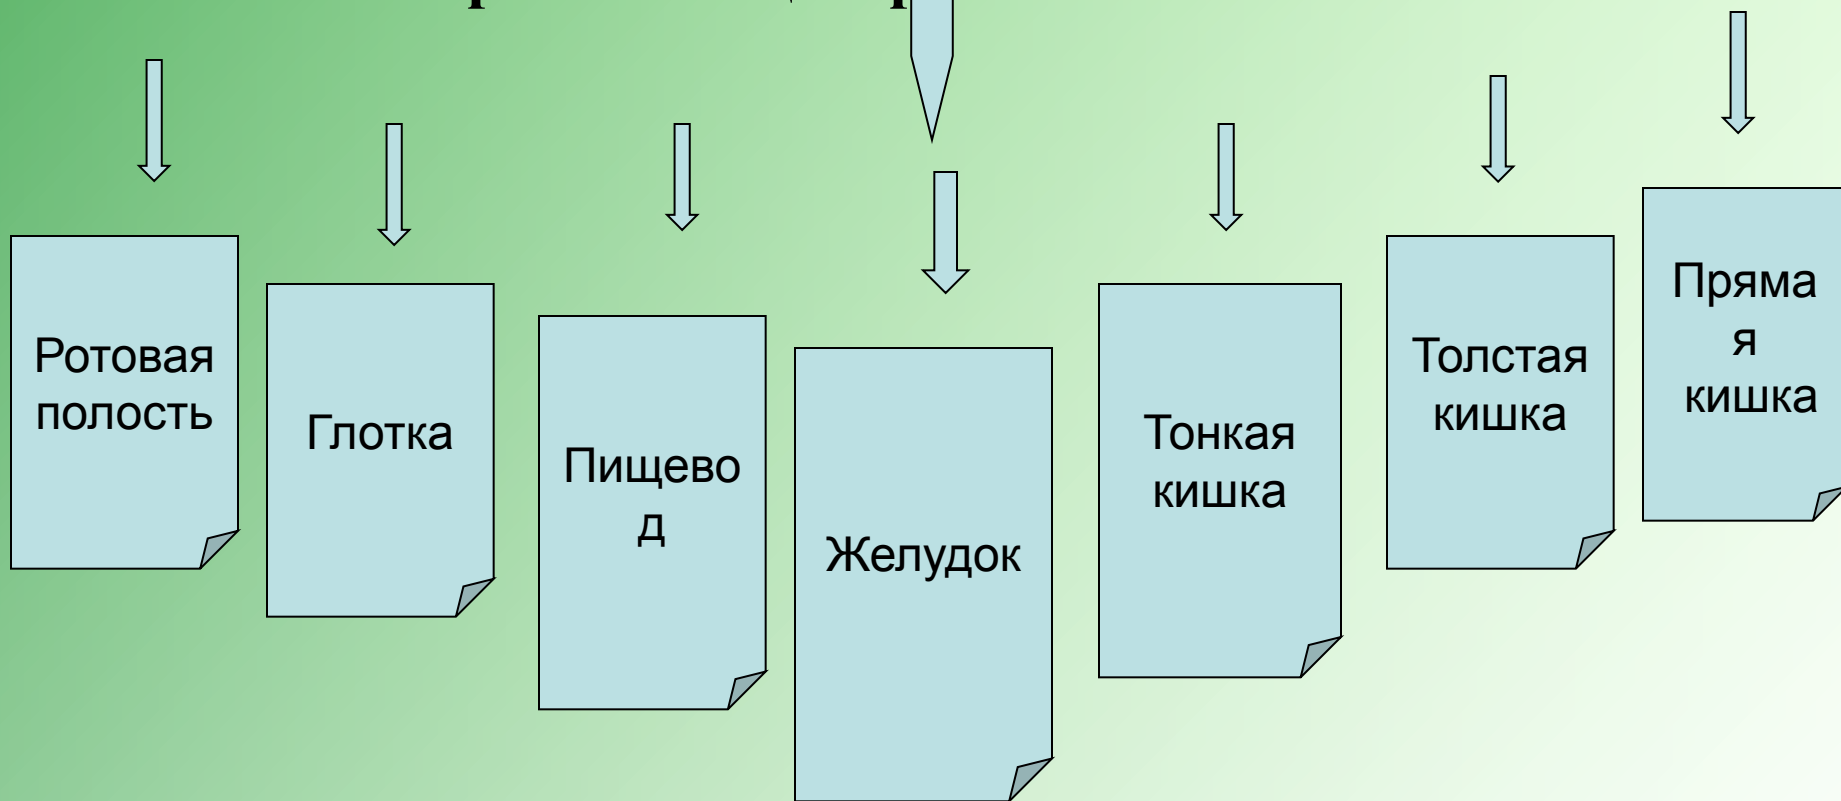 Ротовая
полость
Глотка
Пищево
д
Желудок
Тонкая
кишка
Толстая
кишка
Пряма
я
кишка